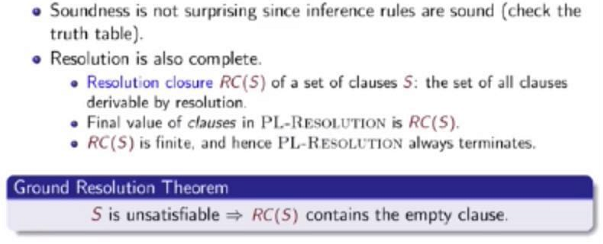 • Soundness is not surprising since inference rules are sound (check the
truth table).
• Resolution is also complete.
• Resolution closure RC(S) of a set of clauses S: the set of all clauses
derivable by resolution.
• Final value of clauses in PL-RESOLUTION is RC(S).
• RC(S) is finite, and hence PL-RESOLUTION always terminates.
Ground Resolution Theorem
S is unsatisfiable ⇒ RC(S) contains the empty clause.